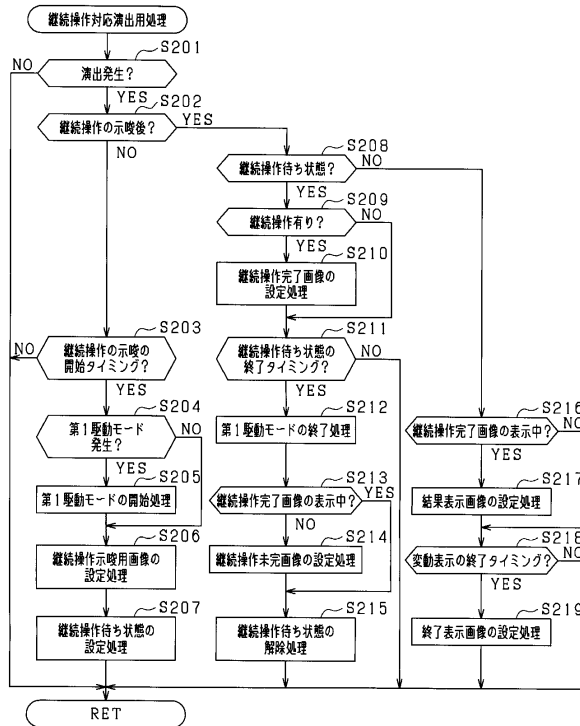 継続操作対応演出用処理
S201
NO
演出発生?
YES
S202
継続操作の示唆後?
YES
NO
S208
継続操作待ち状態?
NO
YES
S209
継続操作有り?
NO
YES
S210
継続操作完了画像の
設定処理
S203
NO
継続操作の示唆の
開始タイミング?
YES
S211
継続操作待ち状態の
終了タイミング?
NO
YES
S204
第1駆動モード
発生?
NO
YES
S212
第1駆動モードの終了処理
S216
継続操作完了画像の表示中?
NO
YES
S205
第1駆動モードの開始処理
S213
継続操作完了画像の表示中?
YES
NO
S217
結果表示画像の設定処理
S206
継続操作示唆用画像の
設定処理
S214
継続操作未完画像の設定処理
S218
変動表示の終了タイミング?
NO
YES
S207
継続操作待ち状態の
設定処理
S215
継続操作待ち状態の
解除処理
S219
終了表示画像の設定処理
RET